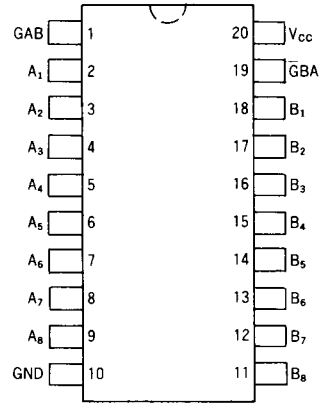 GAB 1 20 Vcc
A₁ 2 19 G̅BA
A₂ 3 18 B₁
A₃ 4 17 B₂
A₄ 5 16 B₃
A₅ 6 15 B₄
A₆ 7 14 B₅
A₇ 8 13 B₆
A₈ 9 12 B₇
GND 10 11 B₈